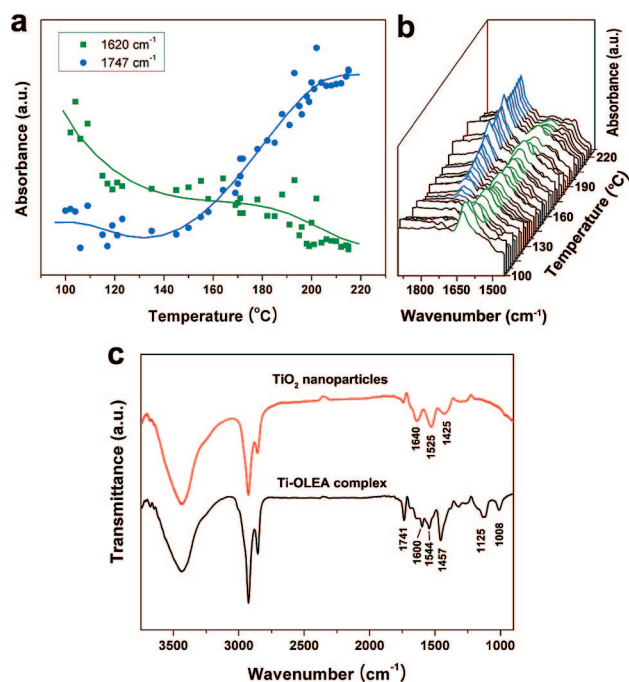 a
1620 cm⁻¹
1747 cm⁻¹
Absorbance (a.u.)
100 120 140 160 180 200 220
Temperature (°C)
b
Absorbance (a.u.)
220
190
160
130
100
Temperature (°C)
1800 1650 1500
Wavenumber (cm⁻¹)
c
Transmittance (a.u.)
TiO₂ nanoparticles
1640
1525
1425
Ti-OLEA complex
1741
1600
1544
1457
1125
1008
3500 3000 2500 2000 1500 1000
Wavenumber (cm⁻¹)